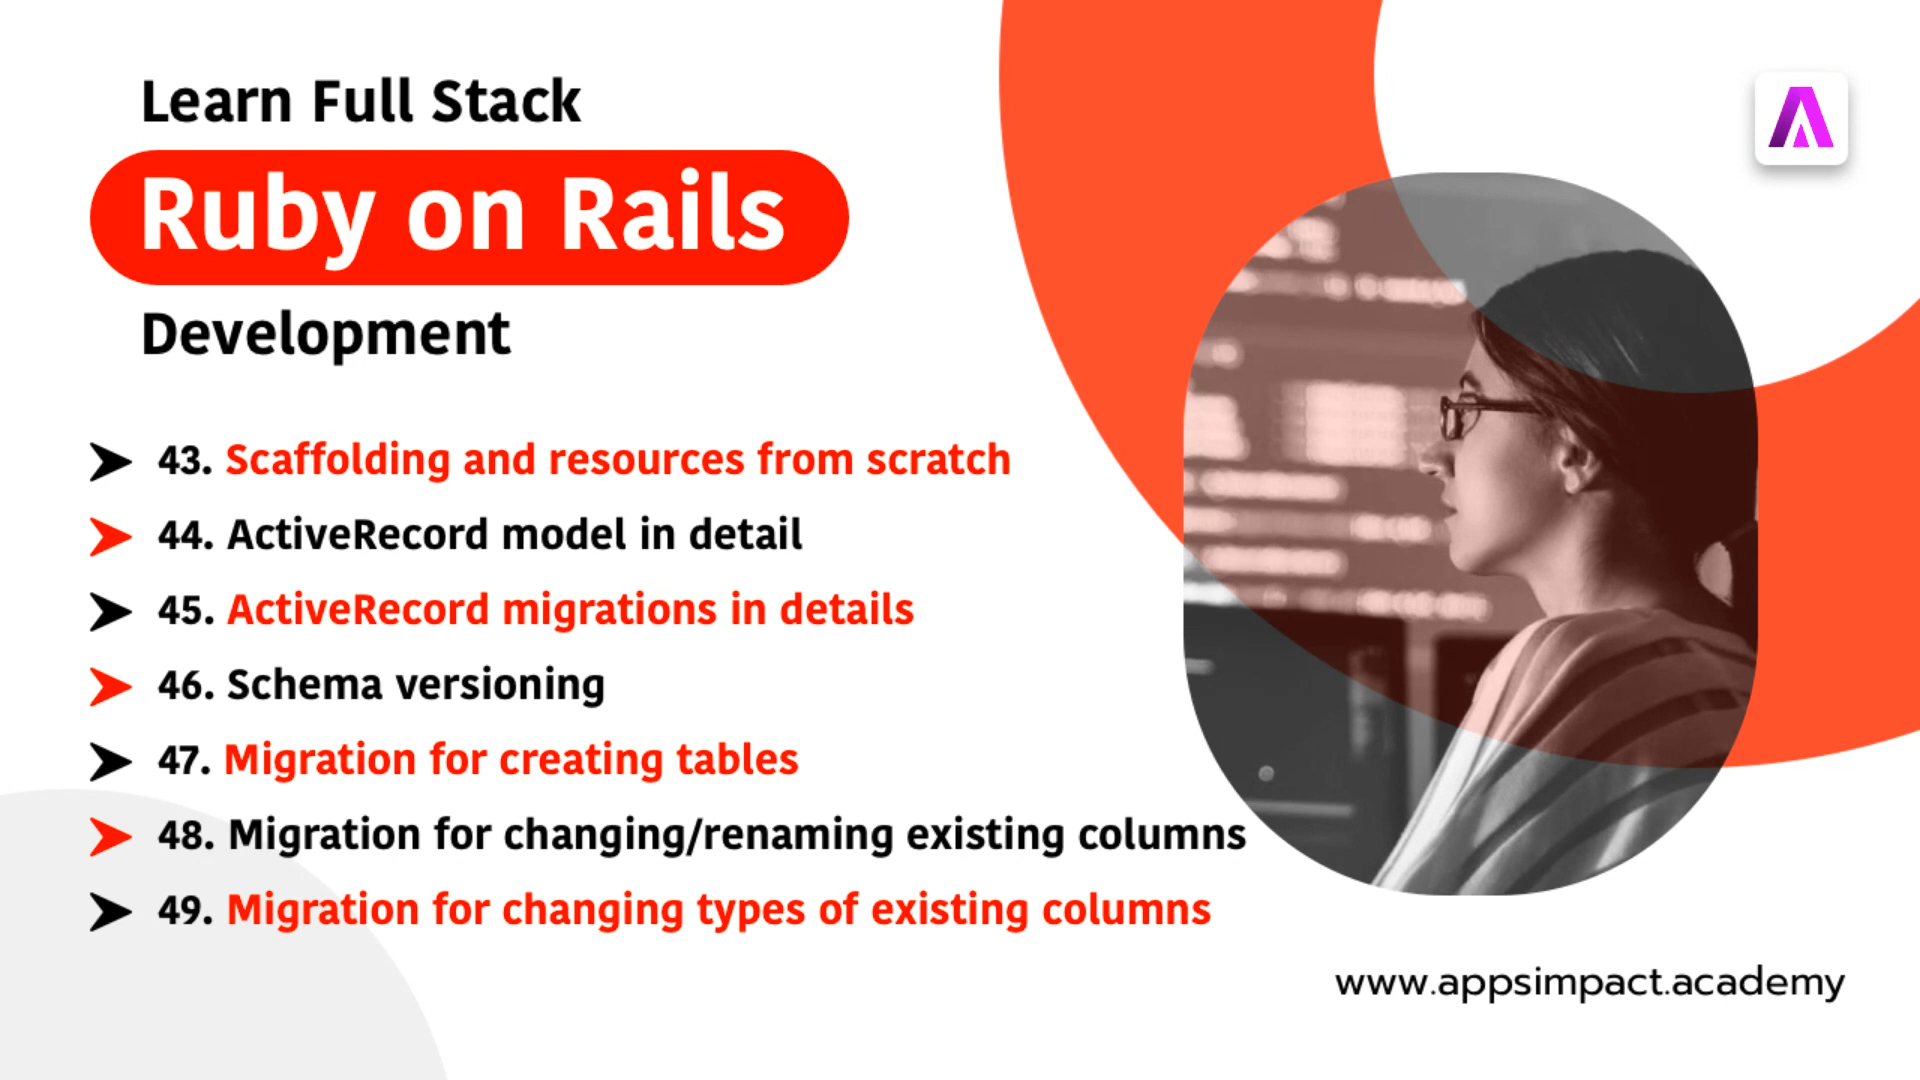 Learn Full Stack
Ruby on Rails
Development
43. Scaffolding and resources from scratch
44. ActiveRecord model in detail
45. ActiveRecord migrations in details
46. Schema versioning
47. Migration for creating tables
48. Migration for changing/renaming existing columns
49. Migration for changing types of existing columns
www.appsimpact.academy